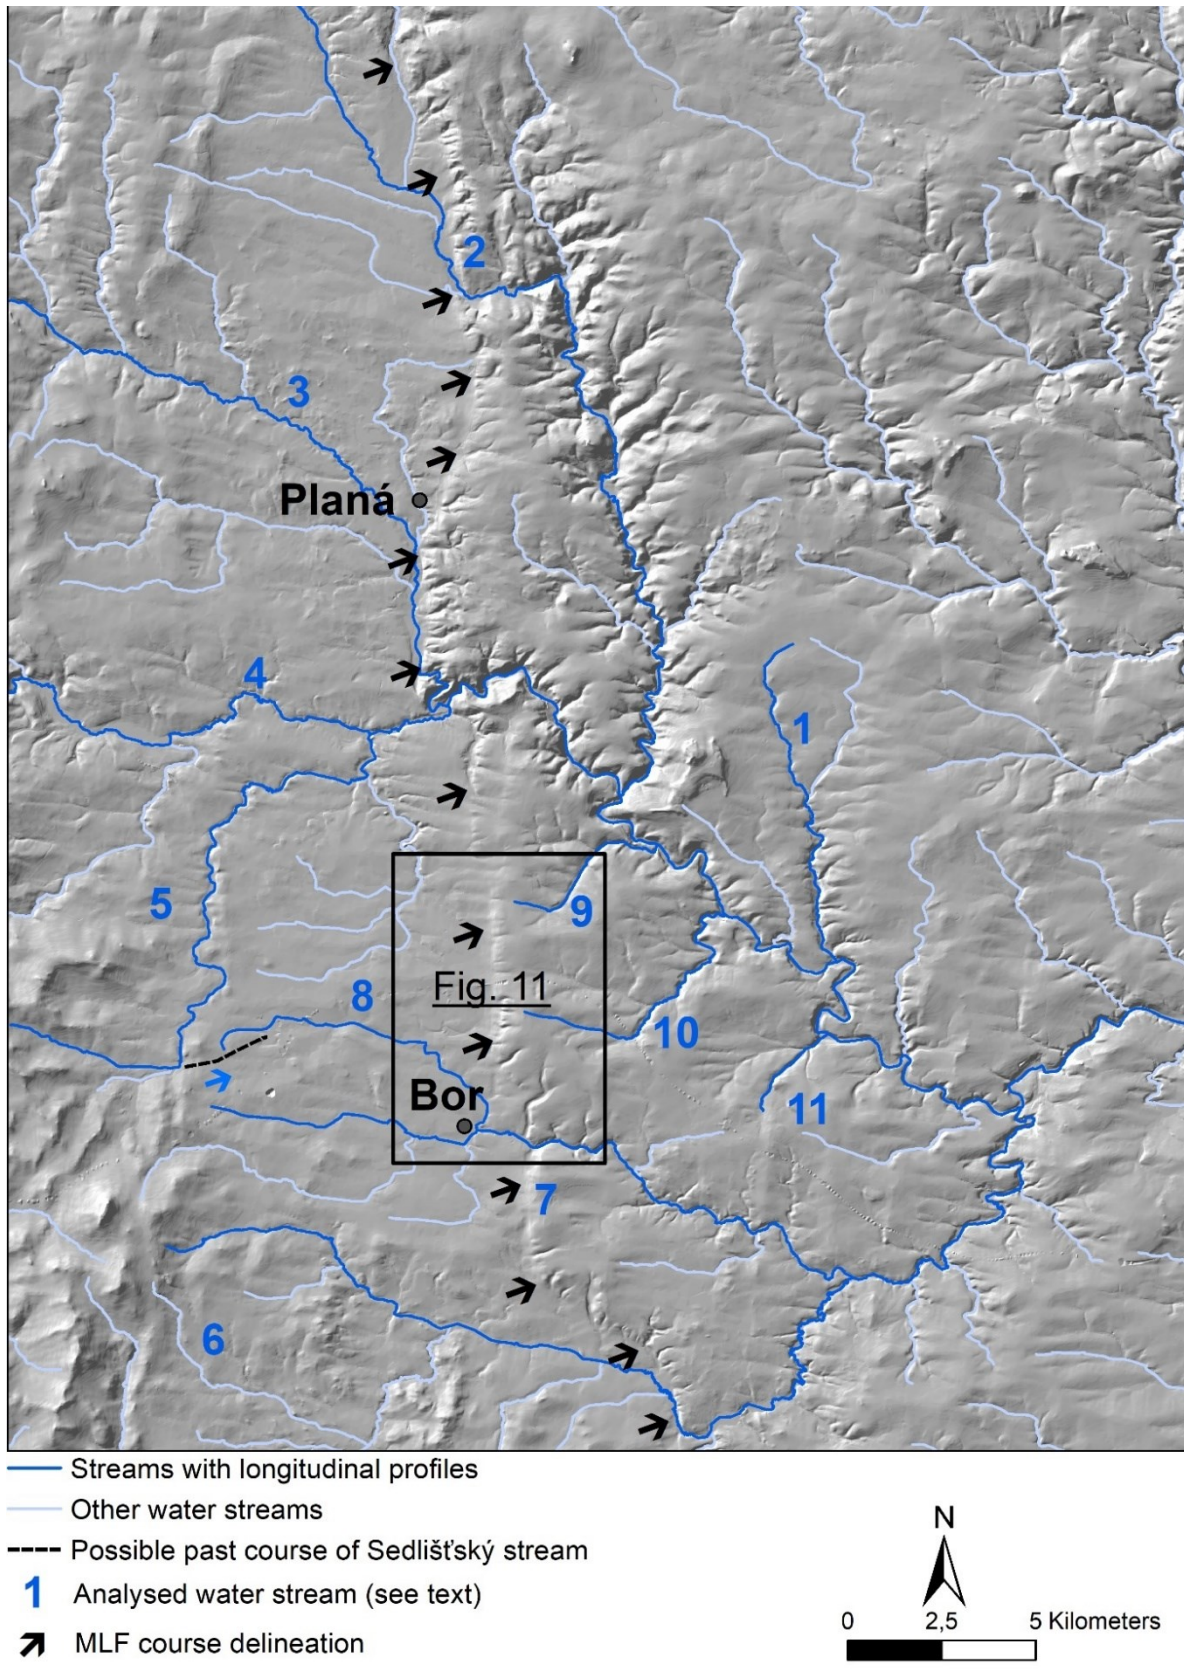 2
3
Planá
4
1
5
9
Fig. 11
8
10
Bor
11
7
6
Streams with longitudinal profiles
Other water streams
Possible past course of Sedlišťský stream
1 Analysed water stream (see text)
MLF course delineation
N
0 2,5 5 Kilometers